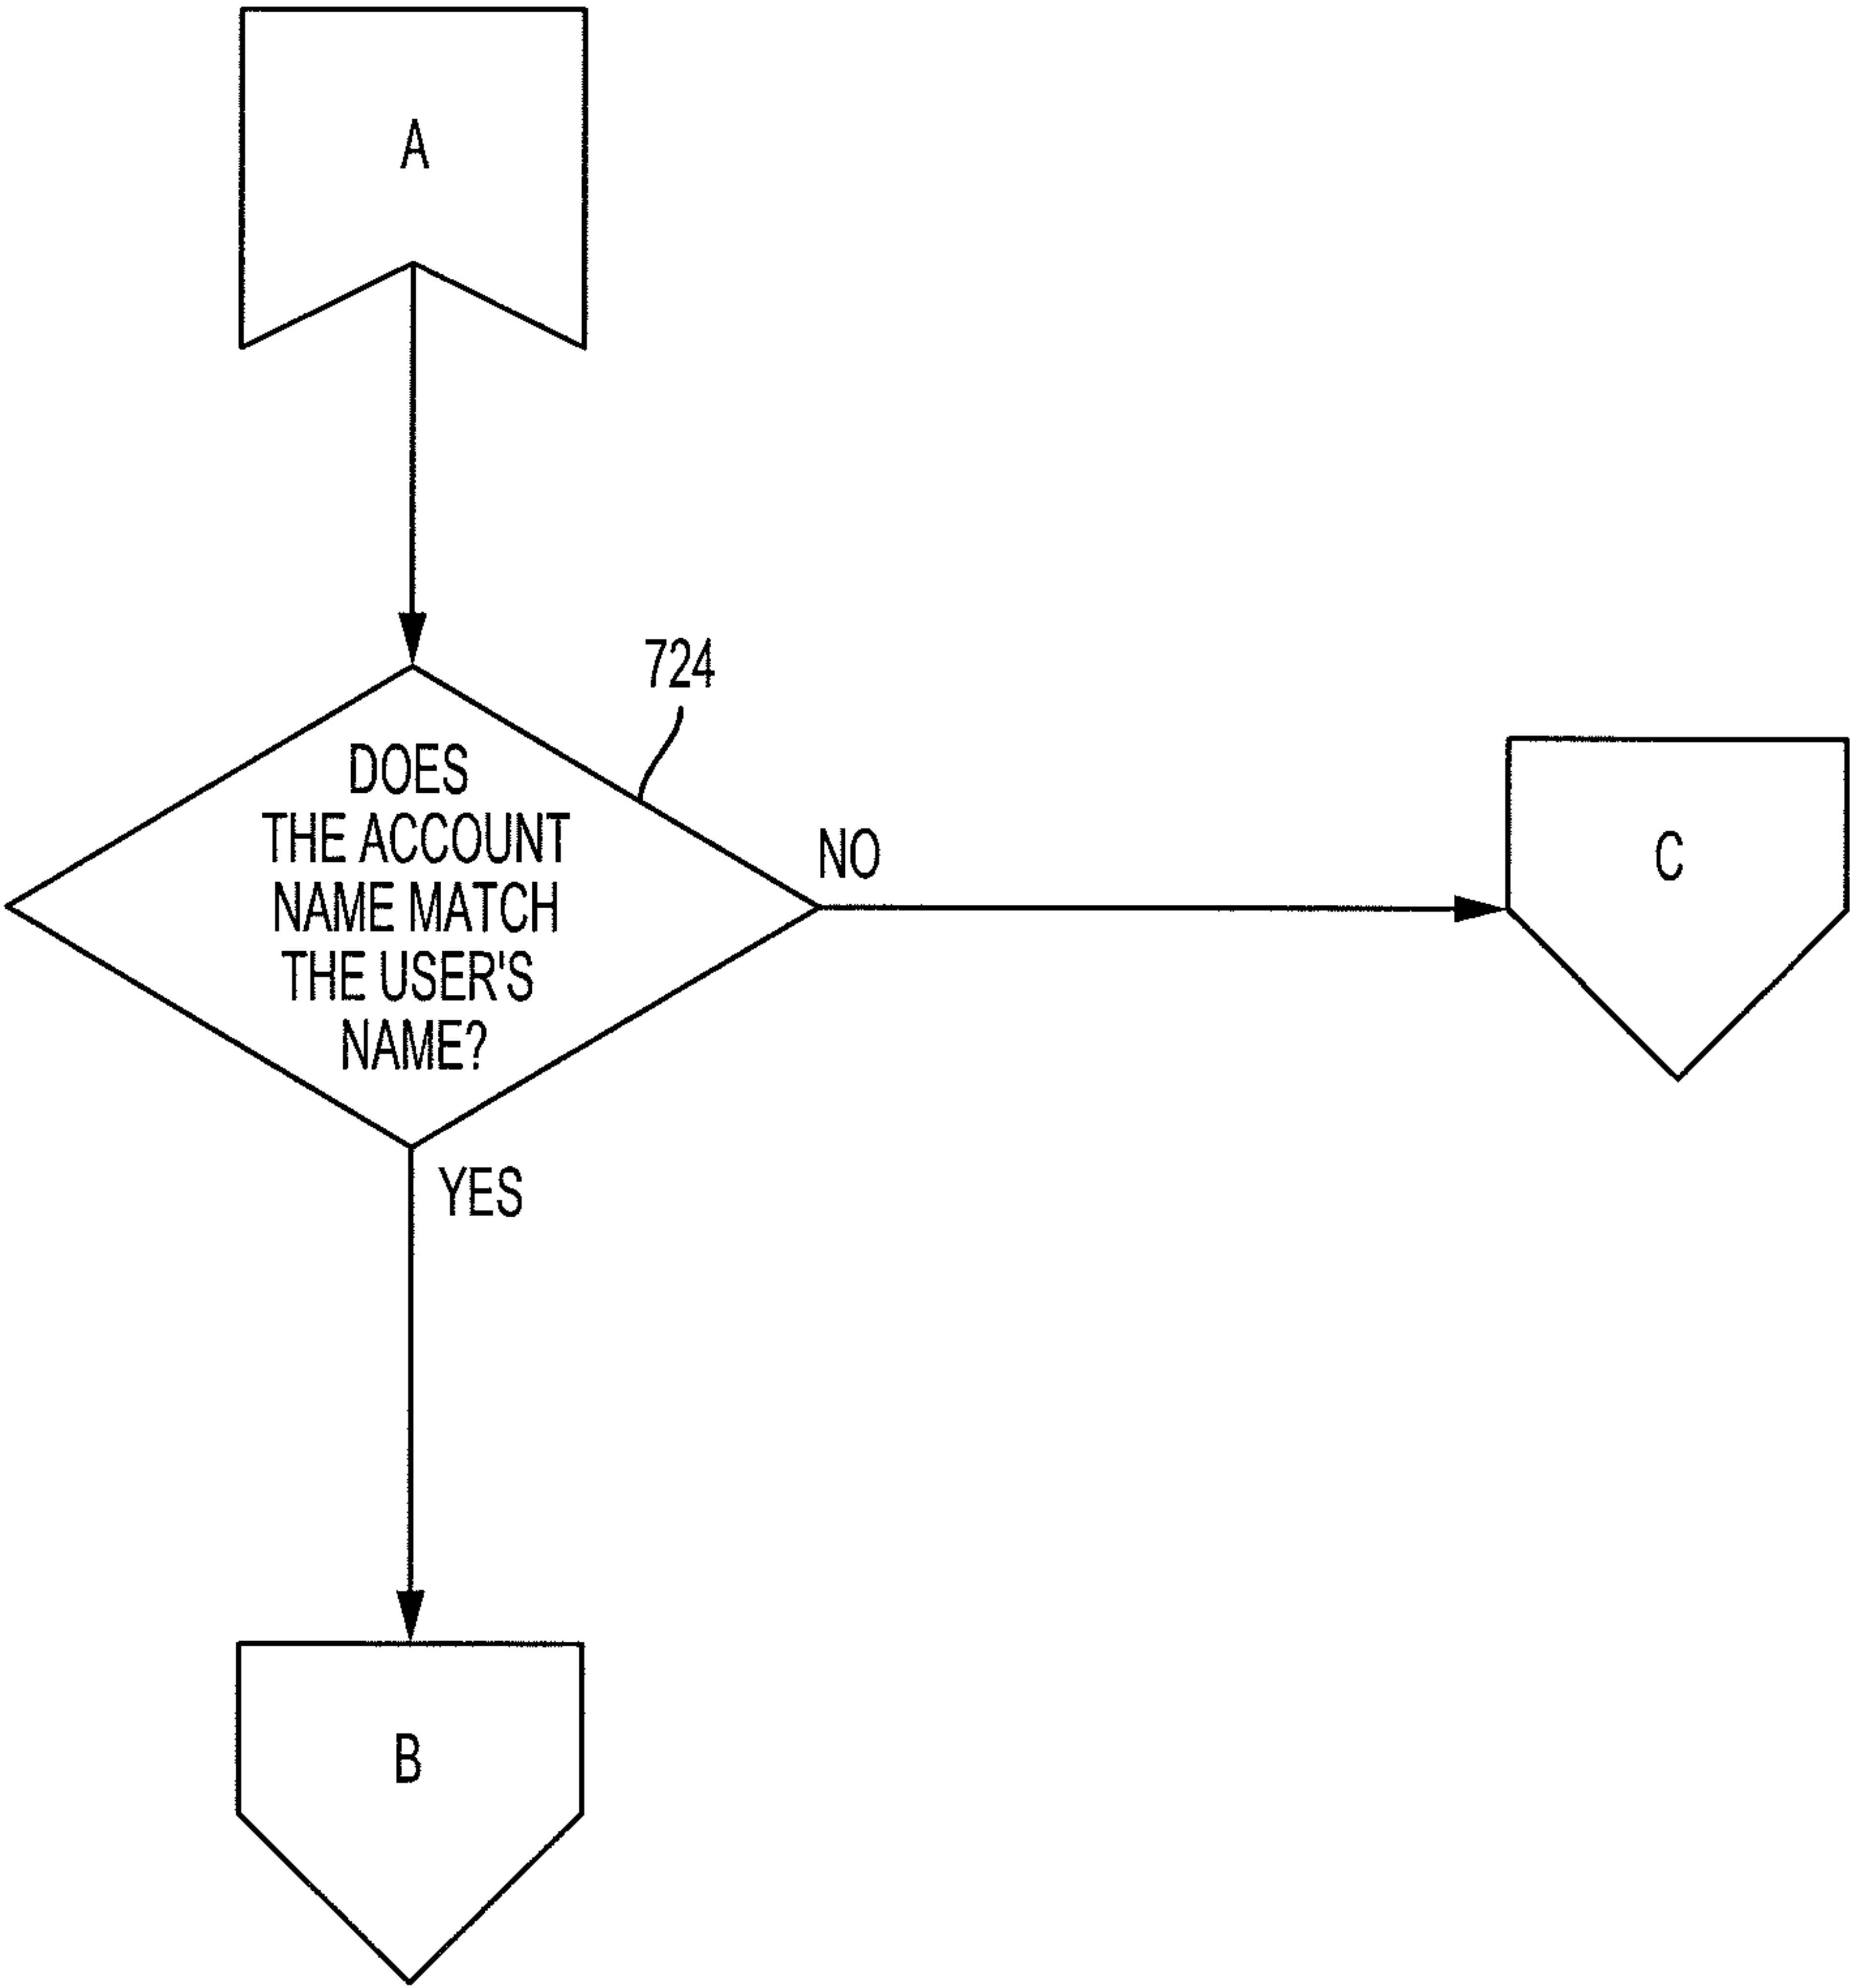 A
724
DOES
THE ACCOUNT
NAME MATCH
THE USER'S
NAME?
NO
C
YES
B